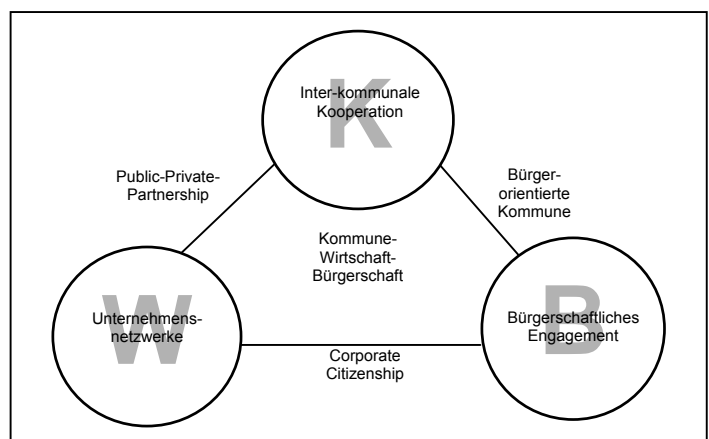 K
Inter-kommunale
Kooperation
Public-Private-
Partnership
Bürger-
orientierte
Kommune
Kommune-
Wirtschaft-
Bürgerschaft
W
Unternehmens-
netzwerke
B
Bürgerschaftliches
Engagement
Corporate
Citizenship